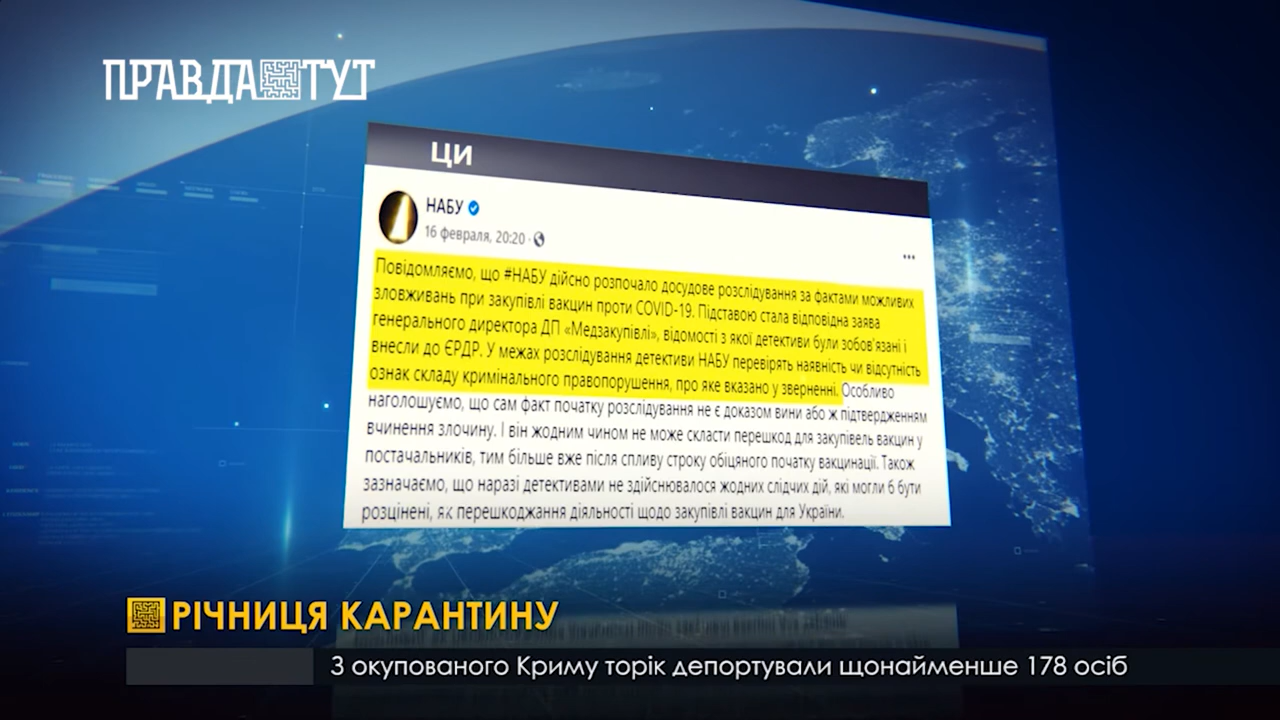 ПРАВДА ТУТ
ЦИ
НАБУ
16 февраля, 20:20
Повідомляємо, що #НАБУ дійсно розпочало досудове розслідування за фактами можливих
зловживань при закупівлі вакцин проти COVID-19. Підставою стала відповідна заява
генерального директора ДП «Медзакупівлі», відомості з якої детективи були зобов'язані і
внесли до ЄРДР. У межах розслідування детективи НАБУ перевірять наявність чи відсутність
ознак складу кримінального правопорушення, про яке вказано у зверненні. Особливо
наголошуємо, що сам факт початку розслідування не є доказом вини або ж підтвердженням
вчинення злочину. І він жодним чином не може скласти перешкод для закупівель вакцин у
постачальників, тим більше вже після спливу строку обіцяного початку вакцинації. Також
зазначаємо, що наразі детективами не здійснювалося жодних слідчих дій, які могли б бути
розцінені, як перешкоджання діяльності щодо закупівлі вакцин для України.
РІЧНИЦЯ КАРАНТИНУ
З окупованого Криму торік депортували щонайменше 178 осіб